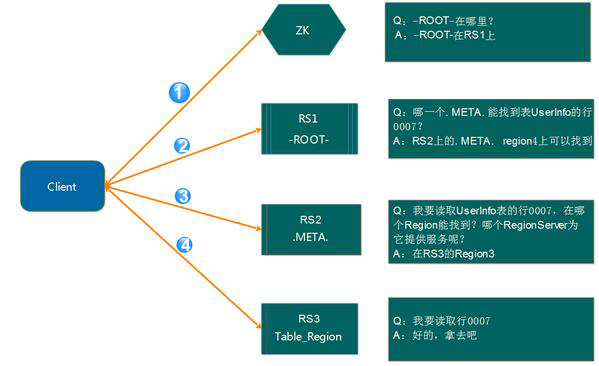 ZK
Q：-ROOT-在哪里？
A：-ROOT-在RS1上
1
2
RS1
-ROOT-
Q：哪一个.META.能找到表UserInfo的行
0007？
A：RS2上的.META. region4上可以找到
Client
3
RS2
.META.
Q：我要读取UserInfo表的行0007，在哪
个Region能找到？哪个RegionServer为
它提供服务呢？
A：在RS3的Region3
4
RS3
Table_Region
Q：我要读取行0007
A：好的，拿去吧